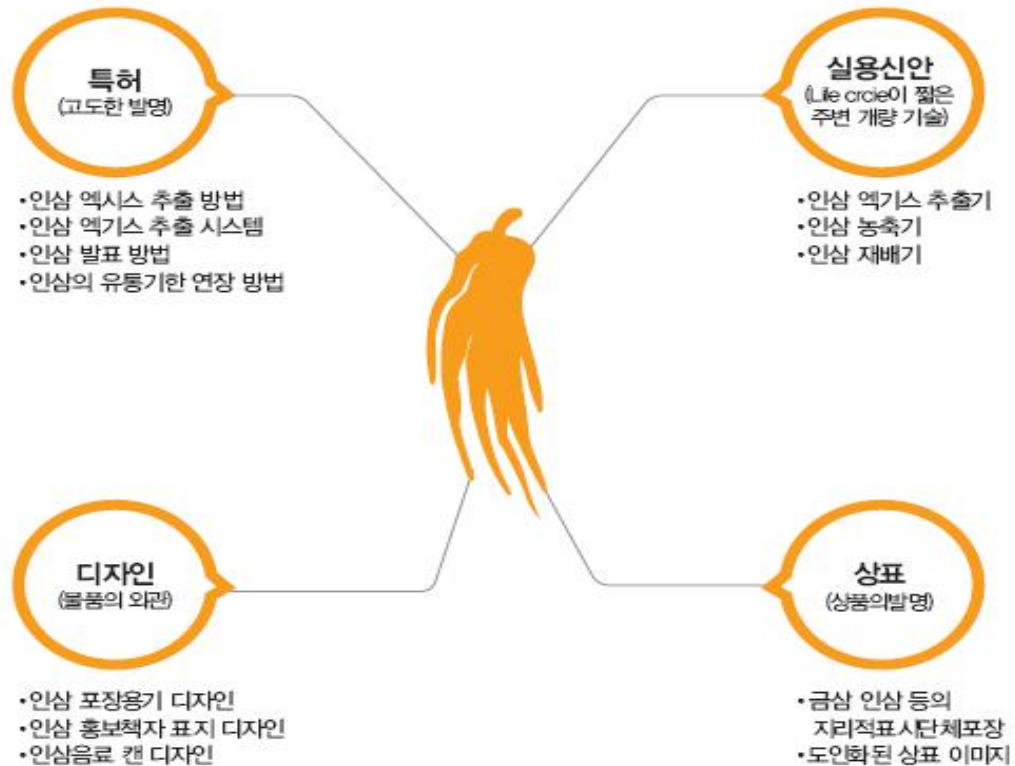 특허
(고도한 발명)
•인삼 엑시스 추출 방법
•인삼 엑기스 추출 시스템
•인삼 발표 방법
•인삼의 유통기한 연장 방법
실용신안
(Life crcle이 짧은
주변 개량 기술)
•인삼 엑기스 추출기
•인삼 농축기
•인삼 재배기
디자인
(물품의 외관)
•인삼 포장용기 디자인
•인삼 홍보책자 표지 디자인
•인삼음료 캔 디자인
상표
(상품의발명)
•금삼 인삼 등의
지리적표시단체포장
•도인화된 상표 이미지